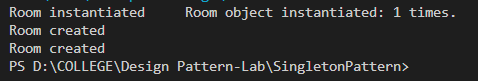 Room instantiated     Room object instantiated: 1 times.
Room created
Room created
PS D:\COLLEGE\Design Pattern-Lab\SingletonPattern>